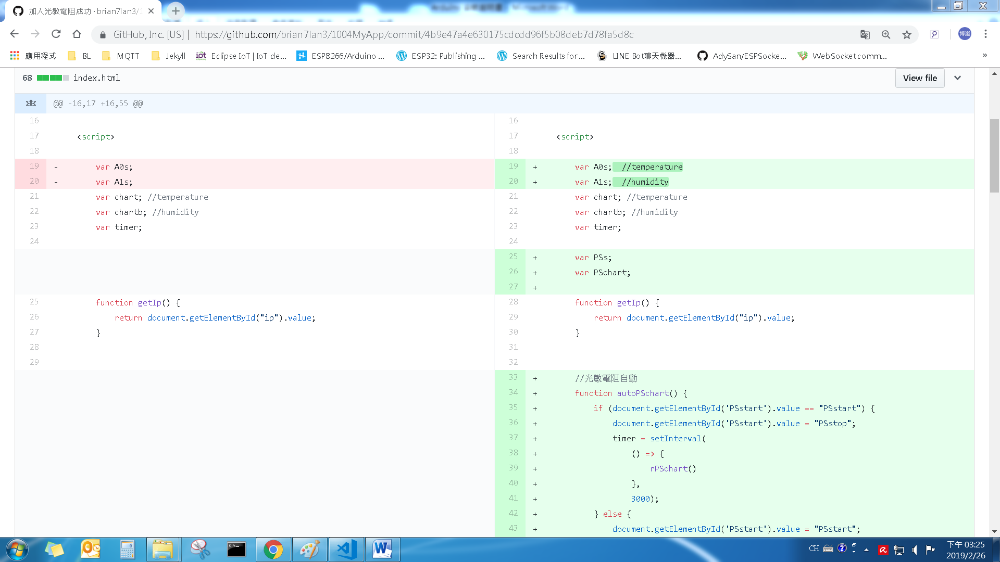 加入光敏電阻成功 · brian7lan3/1
GitHub, Inc. [US] | https://github.com/brian7lan3/1004MyApp/commit/4b9e47a4e630175cdcdd96f5b08deb7d78fa5d8c
博嵐
應用程式 BL MQTT Jekyll iot Eclipse IoT | IoT de... ESP8266/Arduino ... ESP32: Publishing ... Search Results for ... LINE Bot聊天機器... AdySan/ESPSocke... WebSocket comm... »
68 index.html View file
@@ -16,17 +16,55 @@
16 16
17 <script> 17 <script>
18 18
19 - var A0s; 19 + var A0s; //temperature
20 - var A1s; 20 + var A1s; //humidity
21 var chart; //temperature 21 var chart; //temperature
22 var chartb; //humidity 22 var chartb; //humidity
23 var timer; 23 var timer;
24 24
25 + var PSs;
26 + var PSchart;
27 +
25 function getIp() { 28 function getIp() {
26 return document.getElementById("ip").value; 29 return document.getElementById("ip").value;
27 } 30 }
28 31
29 32
33 + //光敏電阻自動
34 + function autoPSchart() {
35 + if (document.getElementById('PSstart').value == "PSstart") {
36 + document.getElementById('PSstart').value = "PSstop";
37 + timer = setInterval(
38 + () => {
39 + rPSchart()
40 + },
41 + 3000);
42 + } else {
43 + document.getElementById('PSstart').value = "PSstart";
CH 下午 03:25
2019/2/26